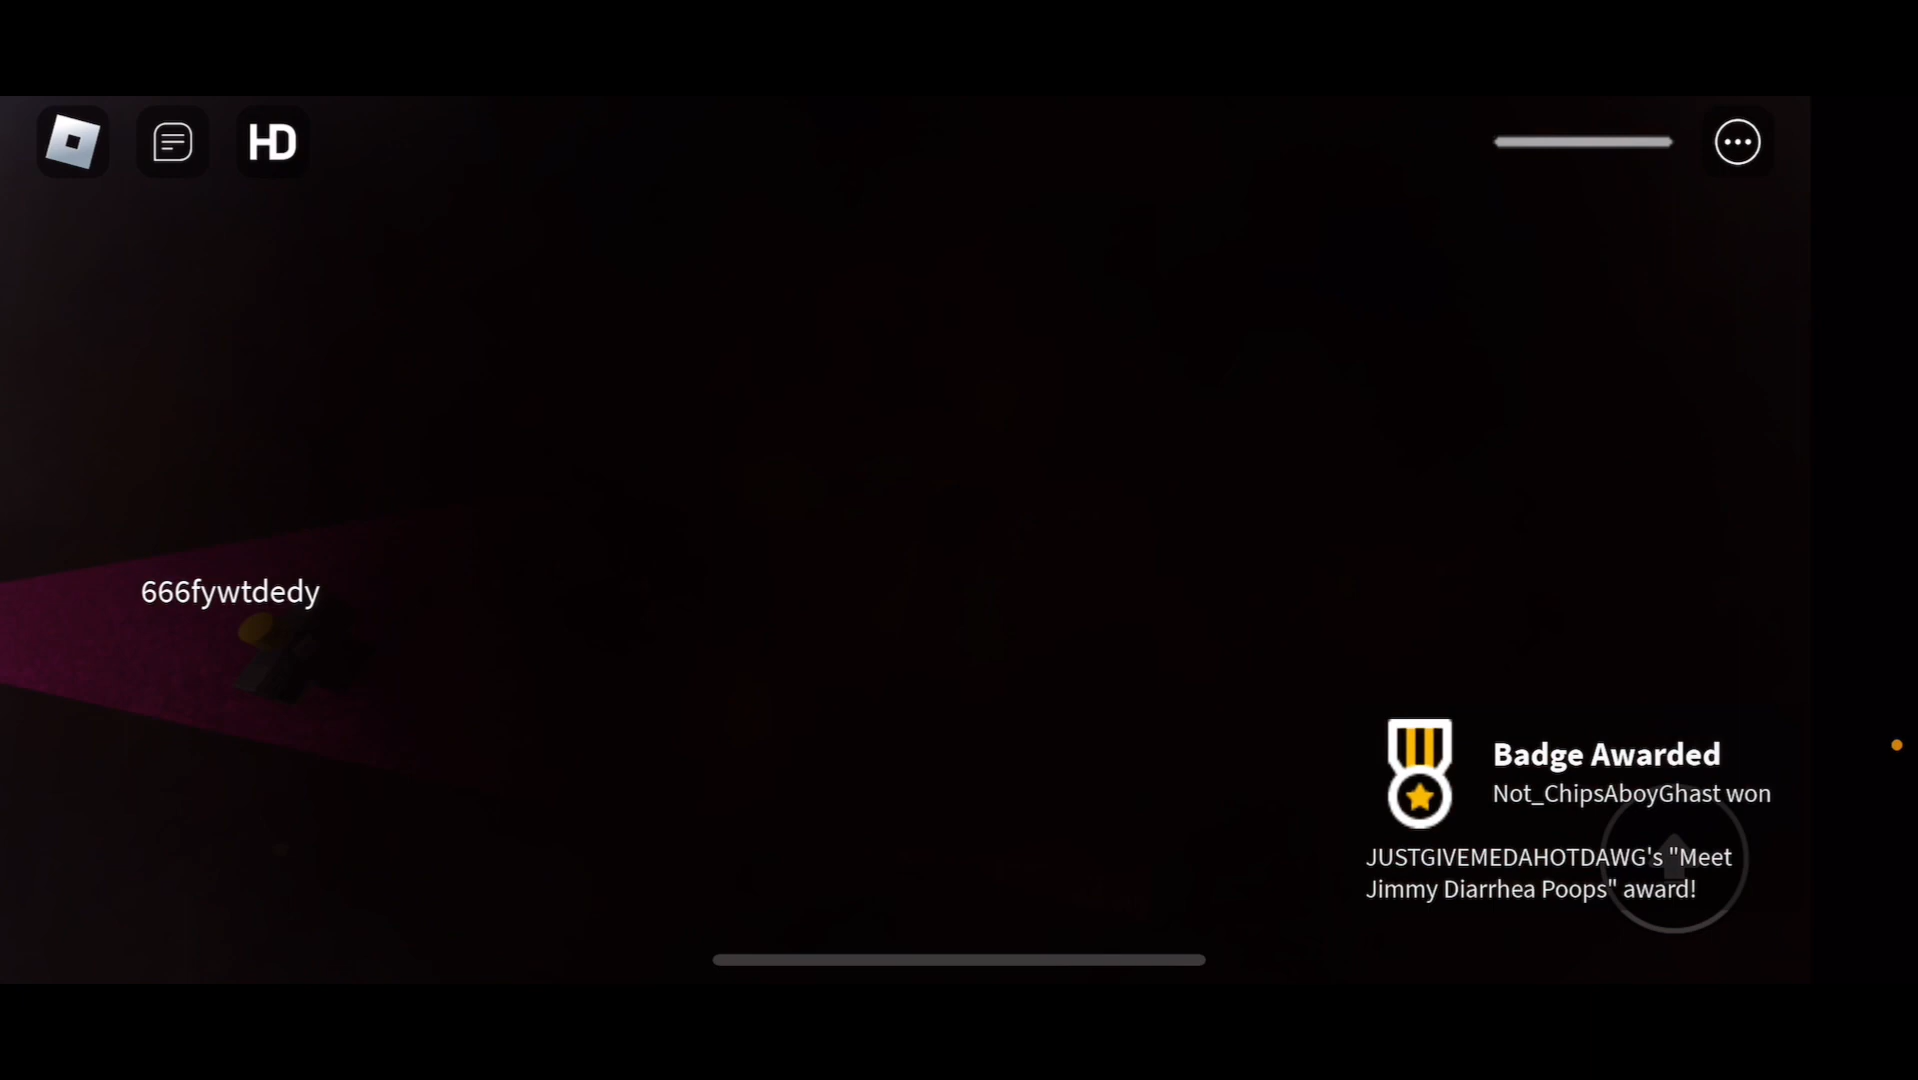 HD
666fywtdedy
Badge Awarded
Not_ChipsAboyGhast won
JUSTGIVEMEDAHOTDAWG's "Meet
Jimmy Diarrhea Poops" award!